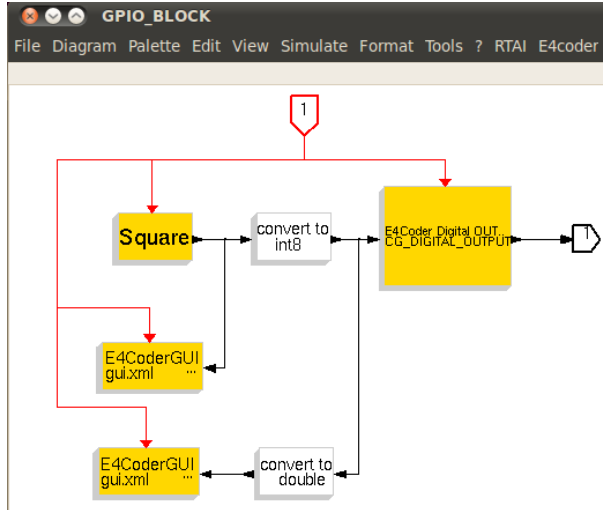 GPIO_BLOCK
File Diagram Palette Edit View Simulate Format Tools ? RTAI E4coder
1
Square
convert to
int8
E4Coder Digital OUT...
CG_DIGITAL_OUTPUT
1
E4CoderGUI
gui.xml ...
E4CoderGUI
gui.xml ...
convert to
double